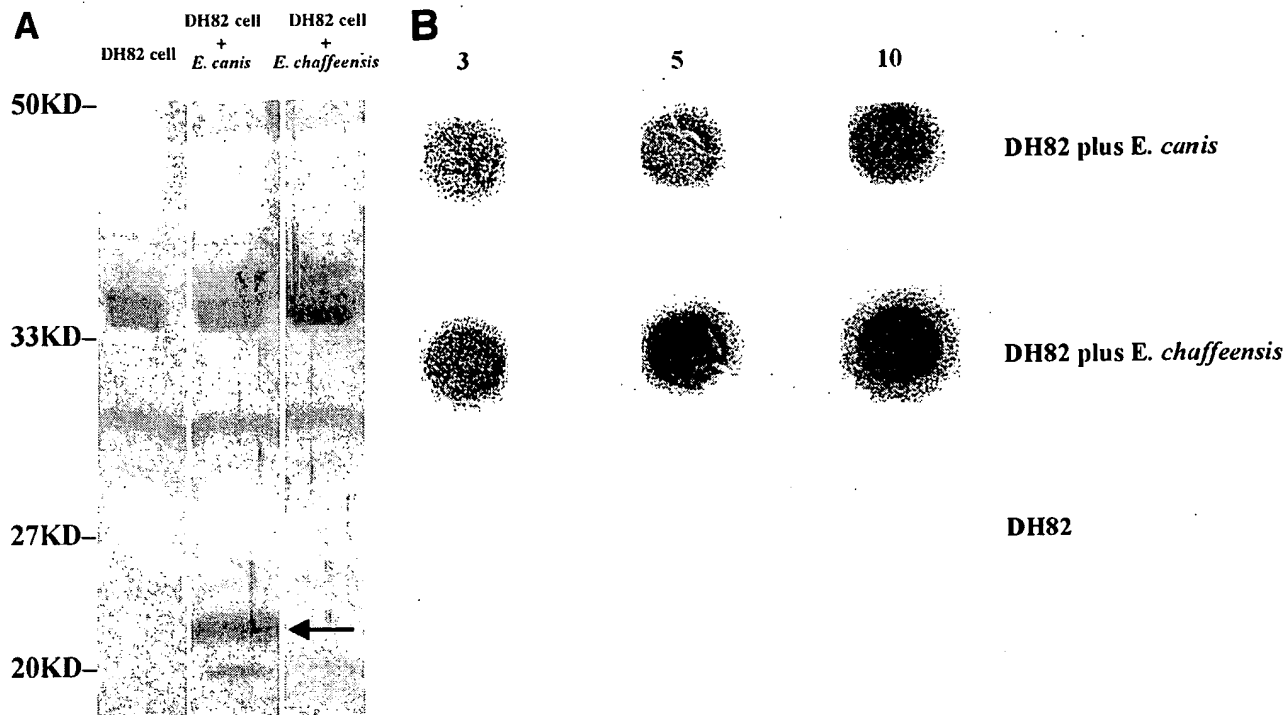 A
DH82 cell
DH82 cell
+
E. canis
DH82 cell
+
E. chaffeensis
50KD–
33KD–
27KD–
20KD–
B
3
5
10
DH82 plus E. canis
DH82 plus E. chaffeensis
DH82